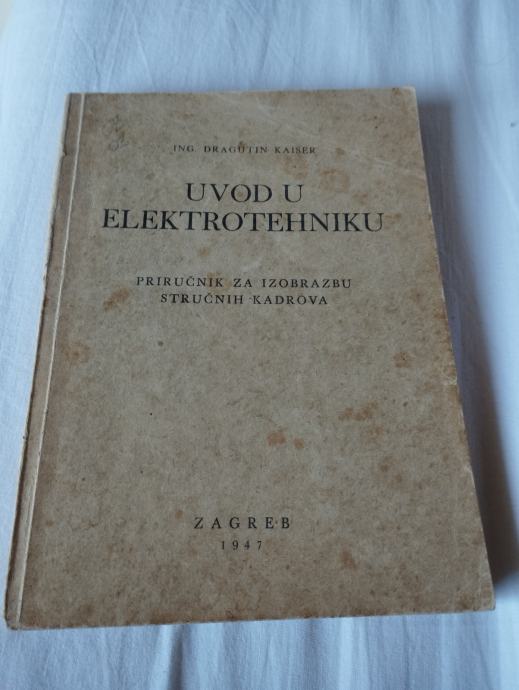 ING. DRAGUTIN KAISER
UVOD U
ELEKTROTEHNIKU
PRIRUČNIK ZA IZOBRAZBU
STRUČNIH KADROVA
ZAGREB
1947